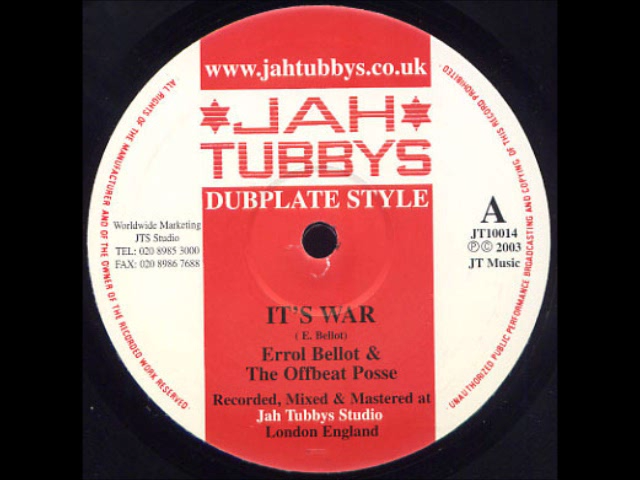 www.jahtubbys.co.uk
JAH
TUBBYS
DUBPLATE STYLE
Worldwide Marketing
JTS Studio
TEL: 020 8985 3000
FAX: 020 8986 7688
A
JT10014
℗ © 2003
JT Music
IT'S WAR
( E. Bellot)
Errol Bellot &
The Offbeat Posse
Recorded, Mixed & Mastered at
Jah Tubbys Studio
London England
ALL RIGHTS OF THE MANUFACTURER AND OF THE OWNER OF THE RECORDED WORK RESERVED
UNAUTHORIZED PUBLIC PERFORMANCE BROADCASTING AND COPYING OF THIS RECORD PROHIBITED